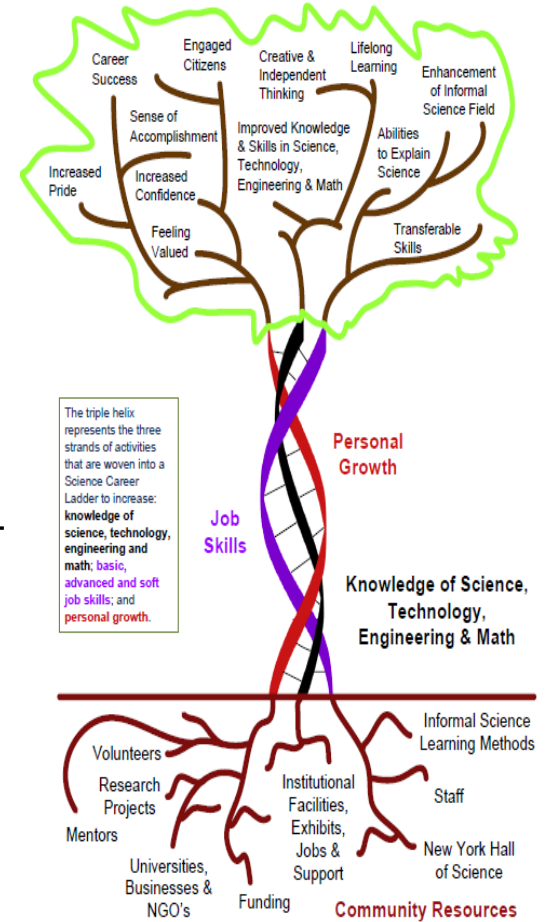 Career
Success
Engaged
Citizens
Creative &
Independent
Thinking
Lifelong
Learning
Enhancement
of Informal
Science Field
Sense of
Accomplishment
Improved Knowledge
& Skills in Science,
Technology,
Engineering & Math
Abilities
to Explain
Science
Increased
Pride
Increased
Confidence
Feeling
Valued
Transferable
Skills
The triple helix
represents the three
strands of activities
that are woven into a
Science Career
Ladder to increase:
knowledge of
science, technology,
engineering and
math; basic,
advanced and soft
job skills; and
personal growth.
Personal
Growth
Job
Skills
Knowledge of Science,
Technology,
Engineering & Math
Volunteers
Research
Projects
Mentors
Universities,
Businesses &
NGO's
Funding
Institutional
Facilities,
Exhibits,
Jobs &
Support
Informal Science
Learning Methods
Staff
New York Hall
of Science
Community Resources